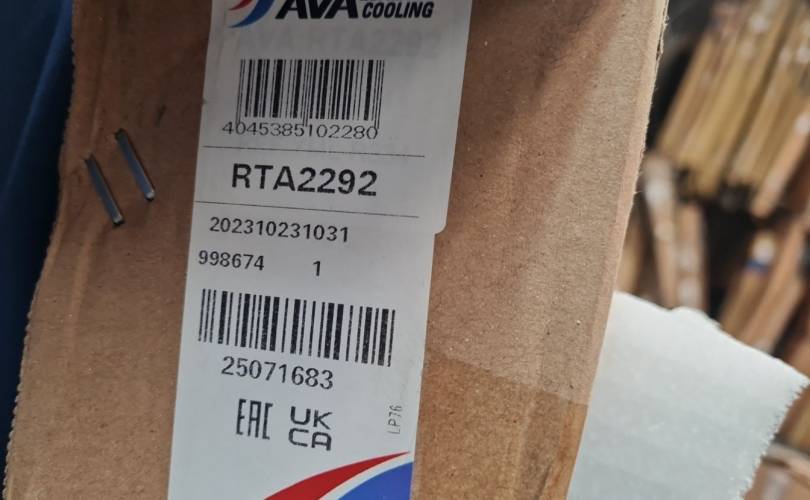 AVA COOLING
4045385102280
RTA2292
202310231031
998674 1
25071683
EAC UK
CA
LP76